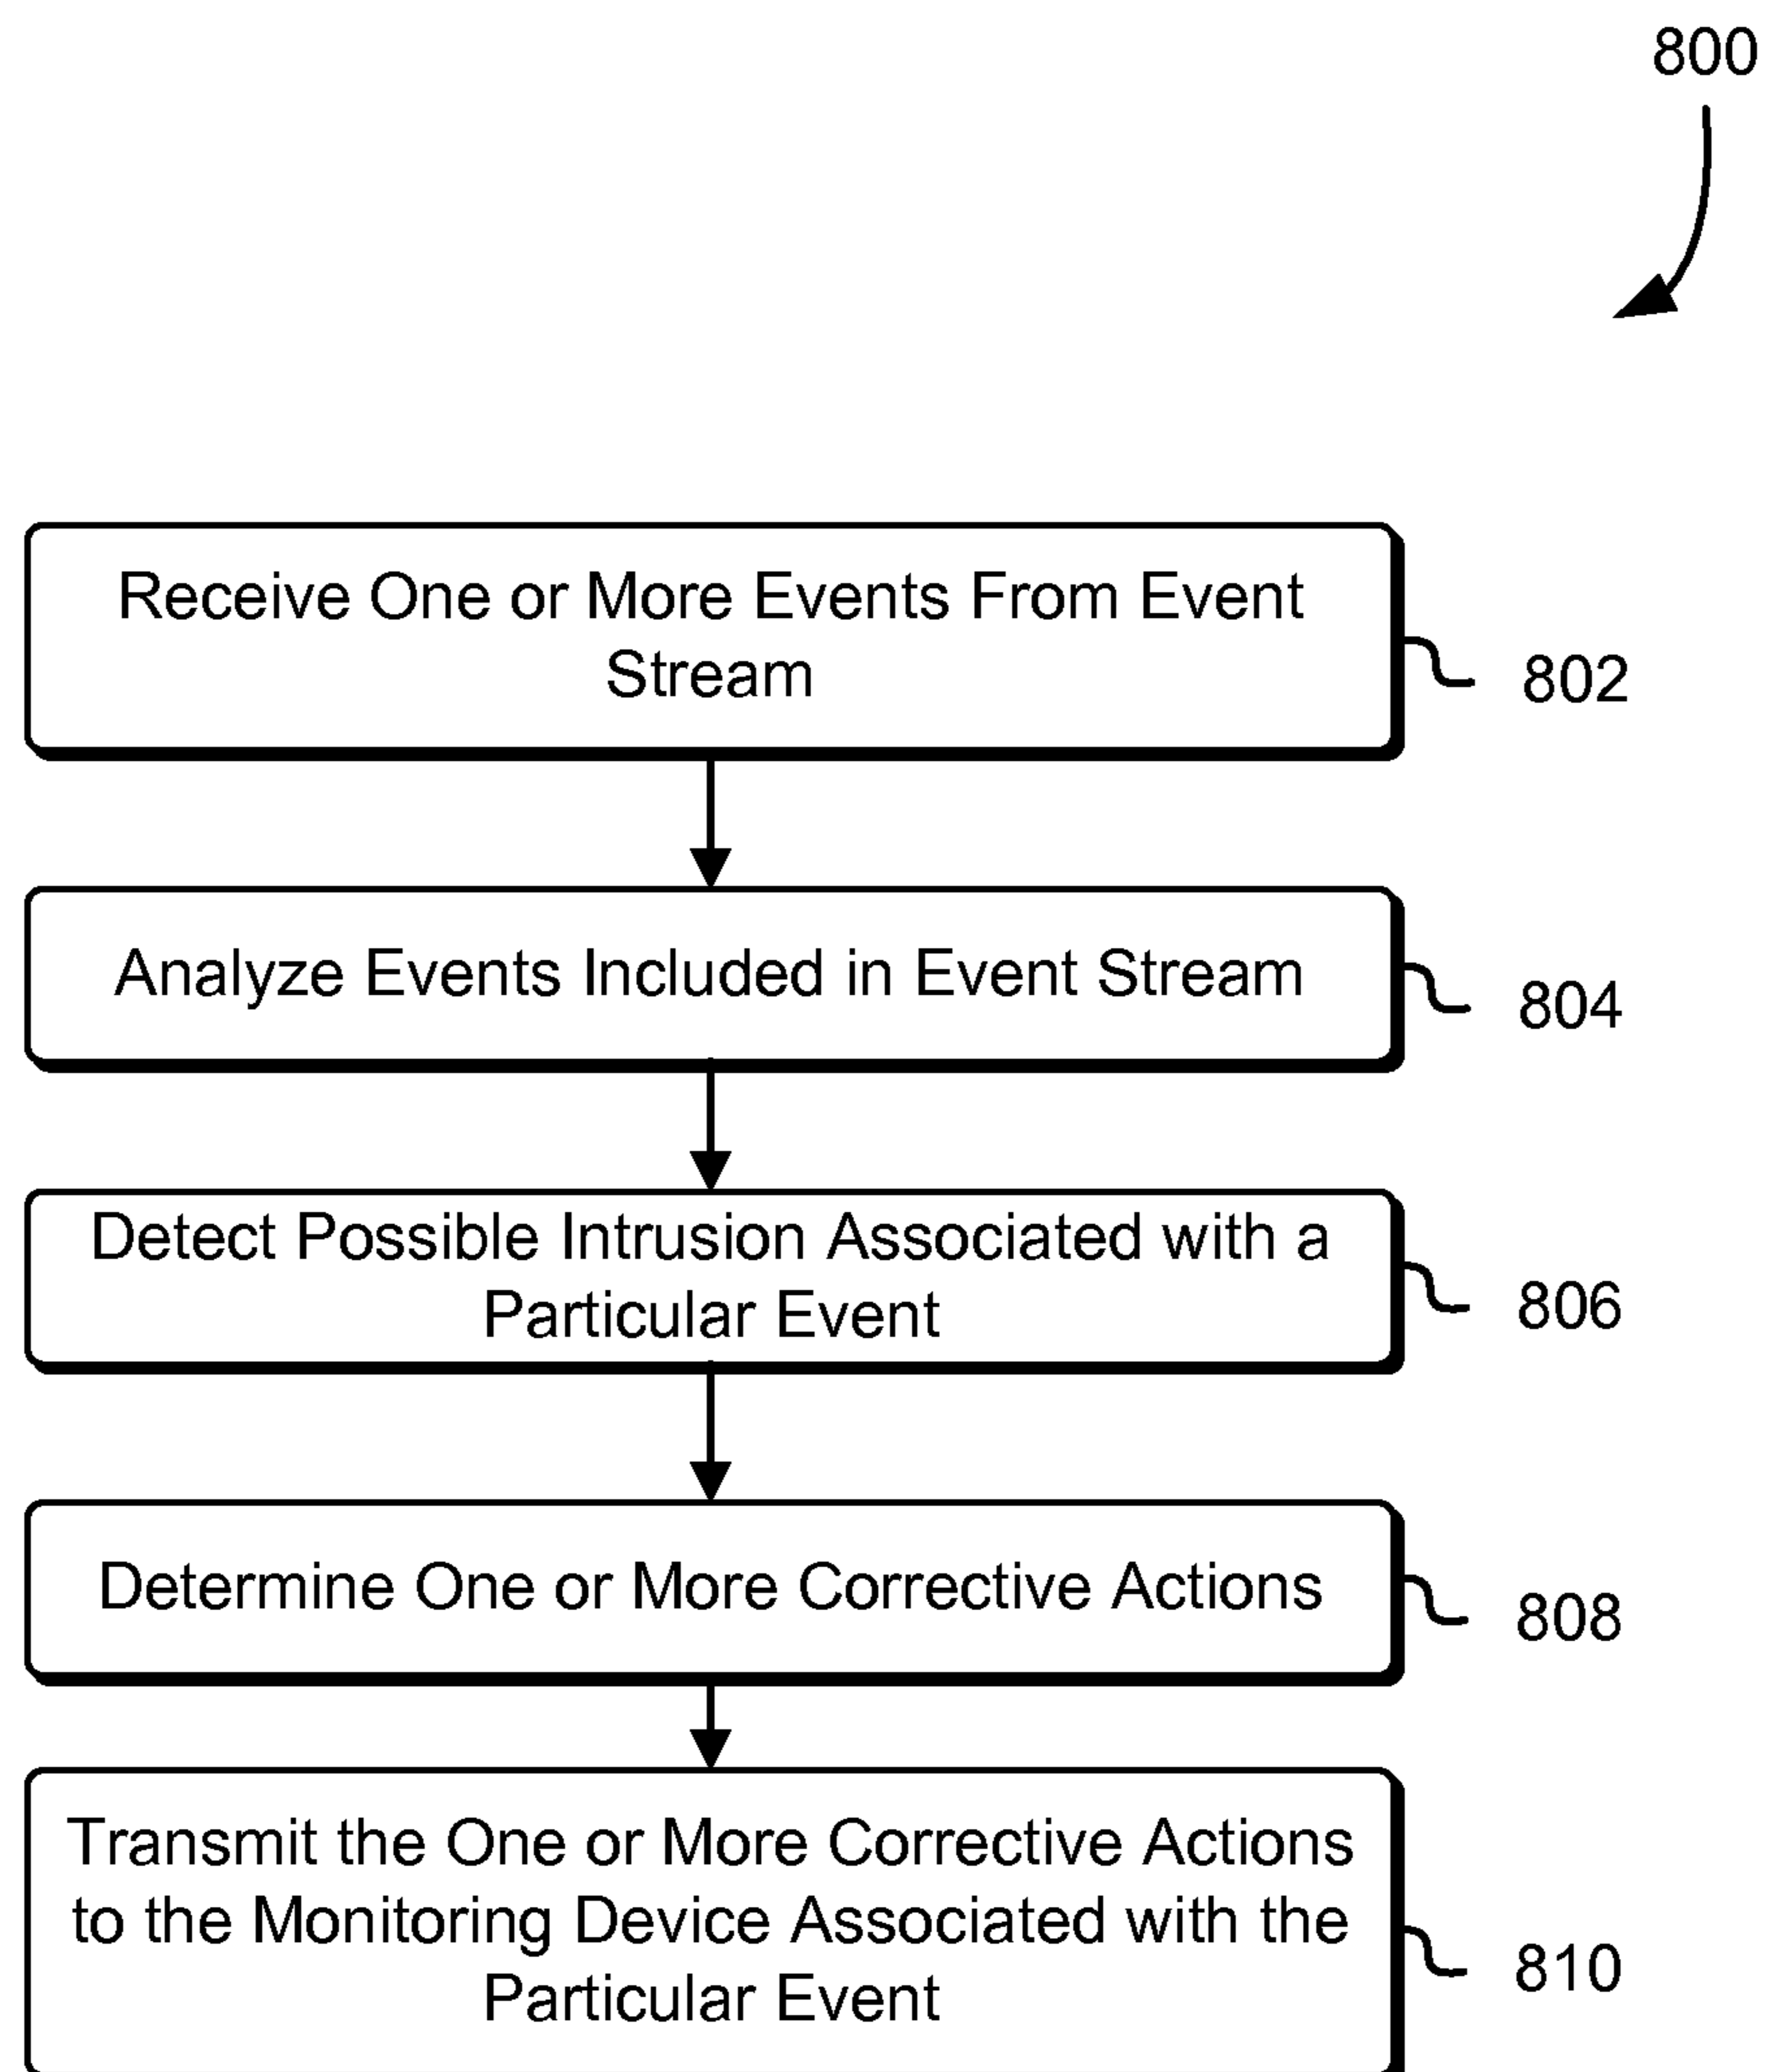 800
Receive One or More Events From Event
Stream
802
Analyze Events Included in Event Stream
804
Detect Possible Intrusion Associated with a
Particular Event
806
Determine One or More Corrective Actions
808
Transmit the One or More Corrective Actions
to the Monitoring Device Associated with the
Particular Event
810